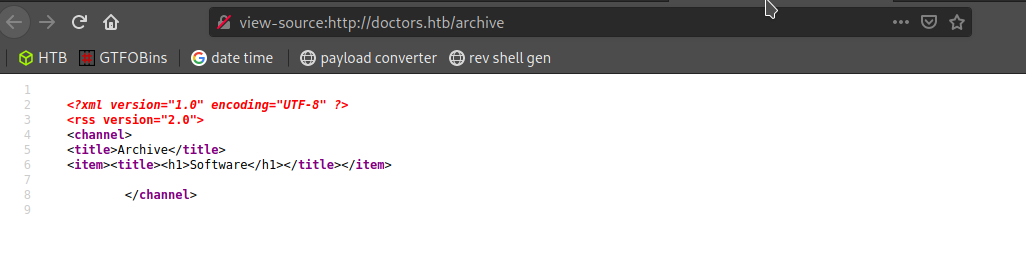 view-source:http://doctors.htb/archive
HTB GTFOBins date time payload converter rev shell gen
1
2 <?xml version="1.0" encoding="UTF-8" ?>
3 <rss version="2.0">
4 <channel>
5 <title>Archive</title>
6 <item><title><h1>Software</h1></title></item>
7
8 </channel>
9